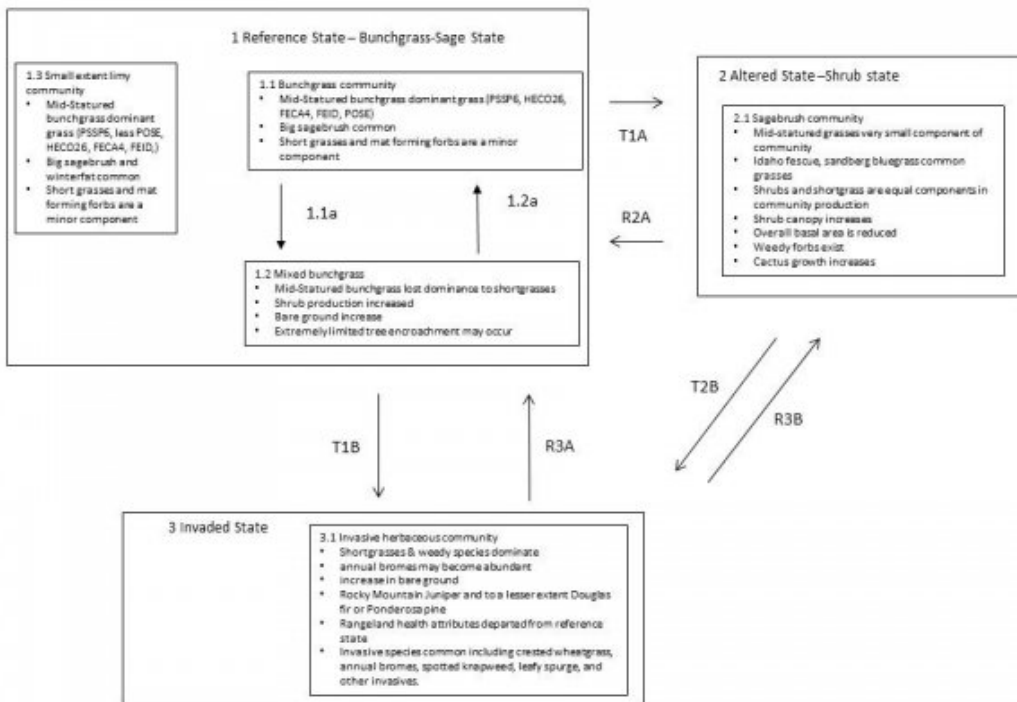 1 Reference State – Bunchgrass-Sage State
1.3 Small extent limy
community
• Mid-Statured
bunchgrass dominant
grass (PSSP6, less POSE,
HECO26, FECA4, FEID,)
• Big sagebrush and
winterfat common
• Short grasses and mat
forming forbs are a
minor component
1.1 Bunchgrass community
• Mid-Statured bunchgrass dominant grass (PSSP6, HECO26,
FECA4, FEID, POSE)
• Big sagebrush common
• Short grasses and mat forming forbs are a minor
component
1.1a
1.2a
1.2 Mixed bunchgrass
• Mid-Statured bunchgrass lost dominance to shortgrasses
• Shrub production increased
• Bare ground increase
• Extremely limited tree encroachment may occur
T1A
R2A
2 Altered State –Shrub state
2.1 Sagebrush community
• Mid-statured grasses very small component of
community
• Idaho fescue, sandberg bluegrass common
grasses
• Shrubs and shortgrass are equal components in
community production
• Shrub canopy increases
• Overall basal area is reduced
• Weedy forbs exist
• Cactus growth increases
T2B
R3B
T1B
R3A
3 Invaded State
3.1 Invasive herbaceous community
• Shortgrasses & weedy species dominate
• annual bromes may become abundant
• increase in bare ground
• Rocky Mountain Juniper and to a lesser extent Douglas
fir or Ponderosa pine
• Rangeland health attributes departed from reference
state
• Invasive species common including crested wheatgrass,
annual bromes, spotted knapweed, leafy spurge, and
other invasives.